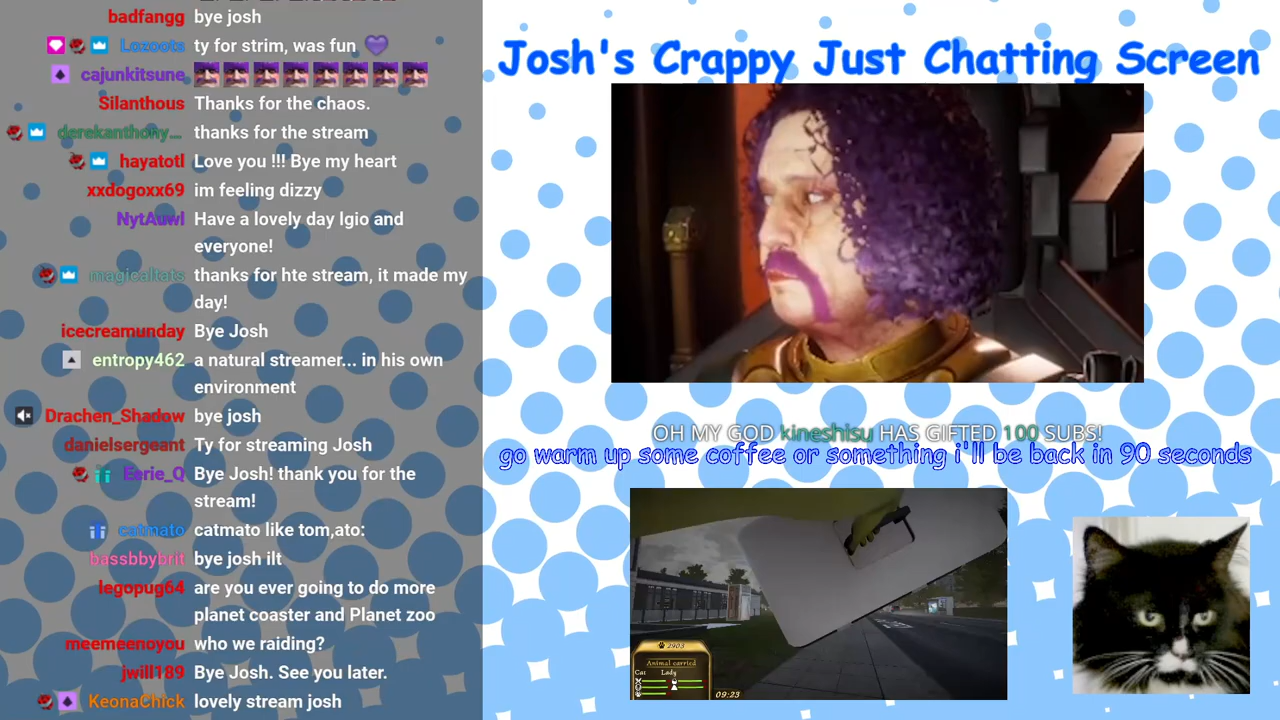 badfangg bye josh
Lozoots ty for strim, was fun
cajunkitsune
Silanthous Thanks for the chaos.
derekanthony... thanks for the stream
hayatotl Love you !!! Bye my heart
xxdogoxx69 im feeling dizzy
NytAuwl Have a lovely day Igio and
everyone!
magicaltats thanks for hte stream, it made my
day!
icecreamunday Bye Josh
entropy462 a natural streamer... in his own
environment
Drachen_Shadow bye josh
danielsergeant Ty for streaming Josh
Eerie_Q Bye Josh! thank you for the
stream!
catmato catmato like tom,ato:
bassbbybrit bye josh ilt
legopug64 are you ever going to do more
planet coaster and Planet zoo
meemeenoyou who we raiding?
jwill189 Bye Josh. See you later.
KeonaChick lovely stream josh
Josh's Crappy Just Chatting Screen
OH MY GOD kineshisu HAS GIFTED 100 SUBS!
go warm up some coffee or something i'll be back in 90 seconds
2903
Animal carried
Cat Lady
09:23